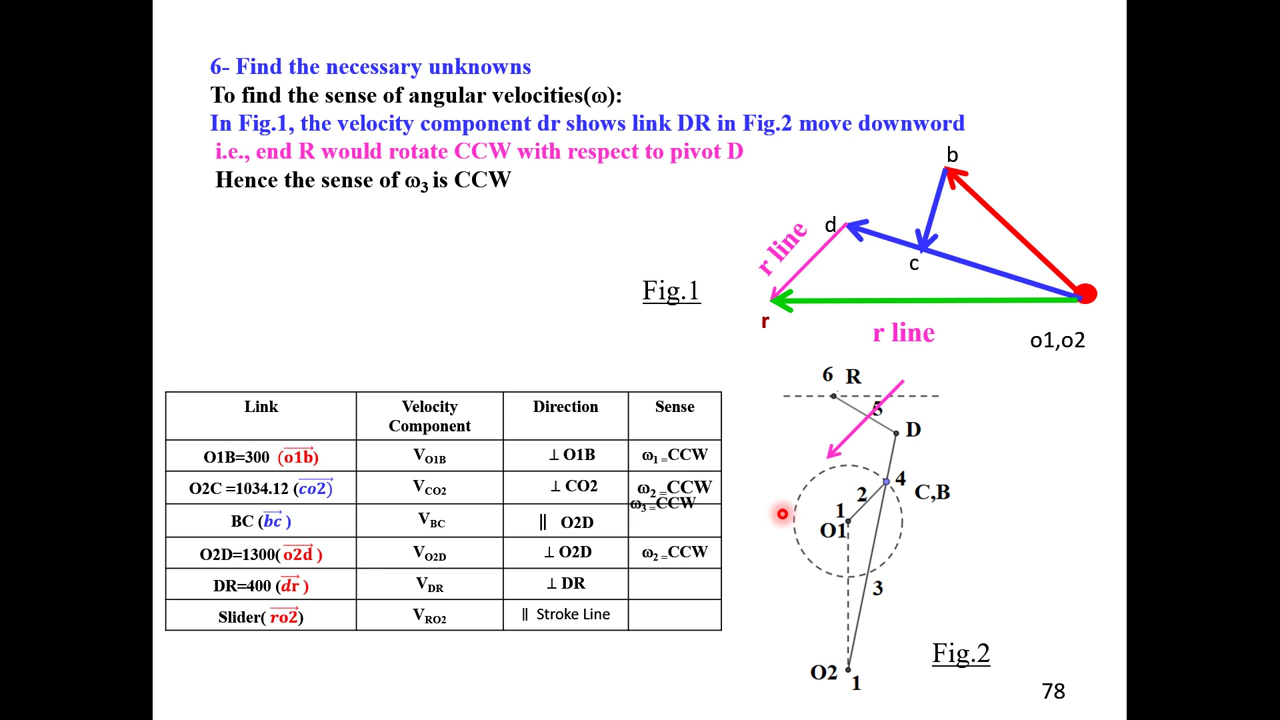 6- Find the necessary unknowns
To find the sense of angular velocities(ω):
In Fig.1, the velocity component dr shows link DR in Fig.2 move downword
i.e., end R would rotate CCW with respect to pivot D
Hence the sense of ω3 is CCW
b
d
r line
c
Fig.1
r
r line
o1,o2
Link Velocity Component Direction Sense
O1B=300 (o1b) VO1B ⊥ O1B ω1 =CCW
O2C =1034.12 (co2) VCO2 ⊥ CO2 ω2 =CCW
ω3 =CCW
BC (bc ) VBC ∥ O2D
O2D=1300( o2d ) VO2D ⊥ O2D ω2 =CCW
DR=400 (dr ) VDR ⊥ DR
Slider( ro2) VRO2 ∥ Stroke Line
6 R
5
D
4
C,B
2
1
O1
3
O2
1
Fig.2
78